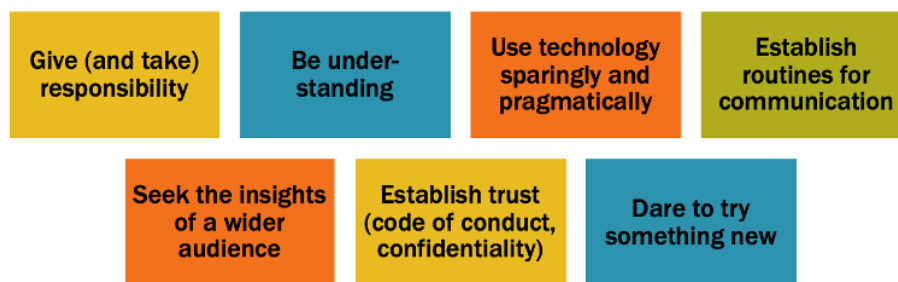 Give (and take)
responsibility
Be under-
standing
Use technology
sparingly and
pragmatically
Establish
routines for
communication
Seek the insights
of a wider
audience
Establish trust
(code of conduct,
confidentiality)
Dare to try
something new